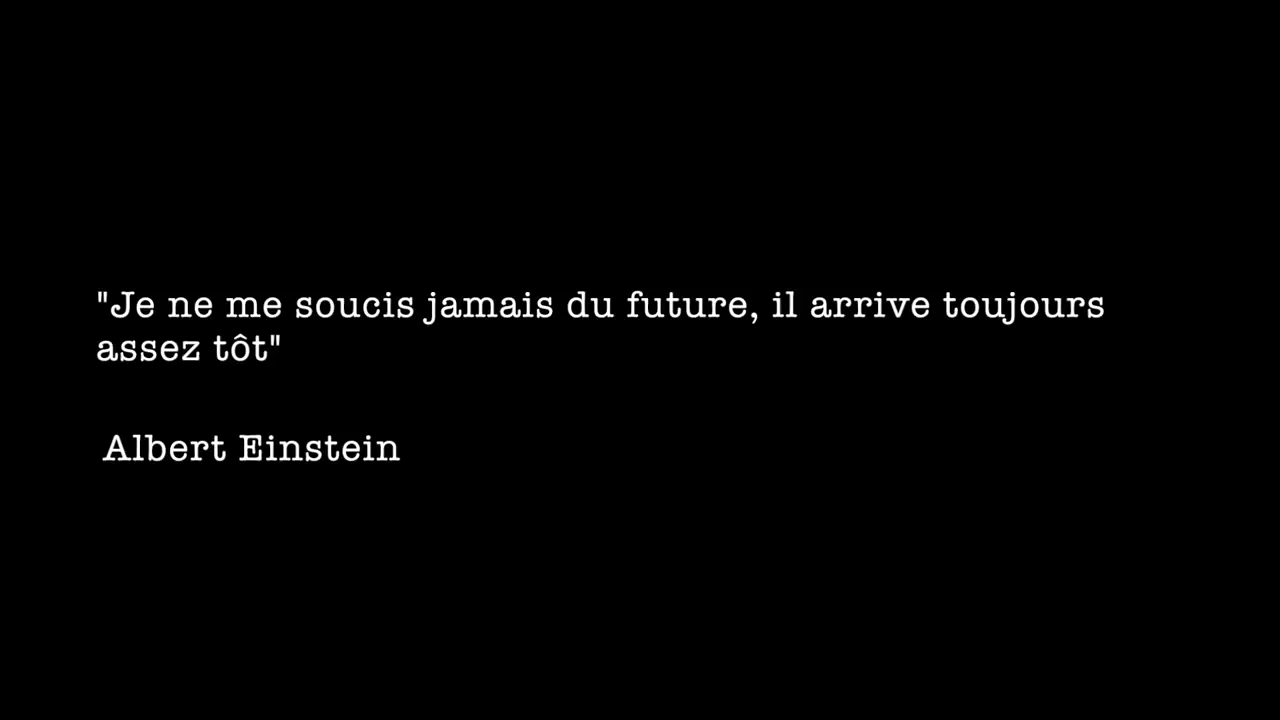 "Je ne me soucis jamais du future, il arrive toujours
assez tôt"
Albert Einstein